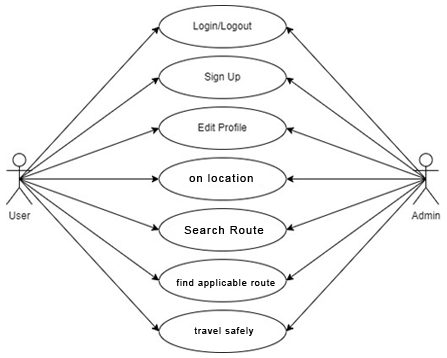 Login/Logout
Sign Up
Edit Profile
on location
User
Admin
Search Route
find applicable route
travel safely